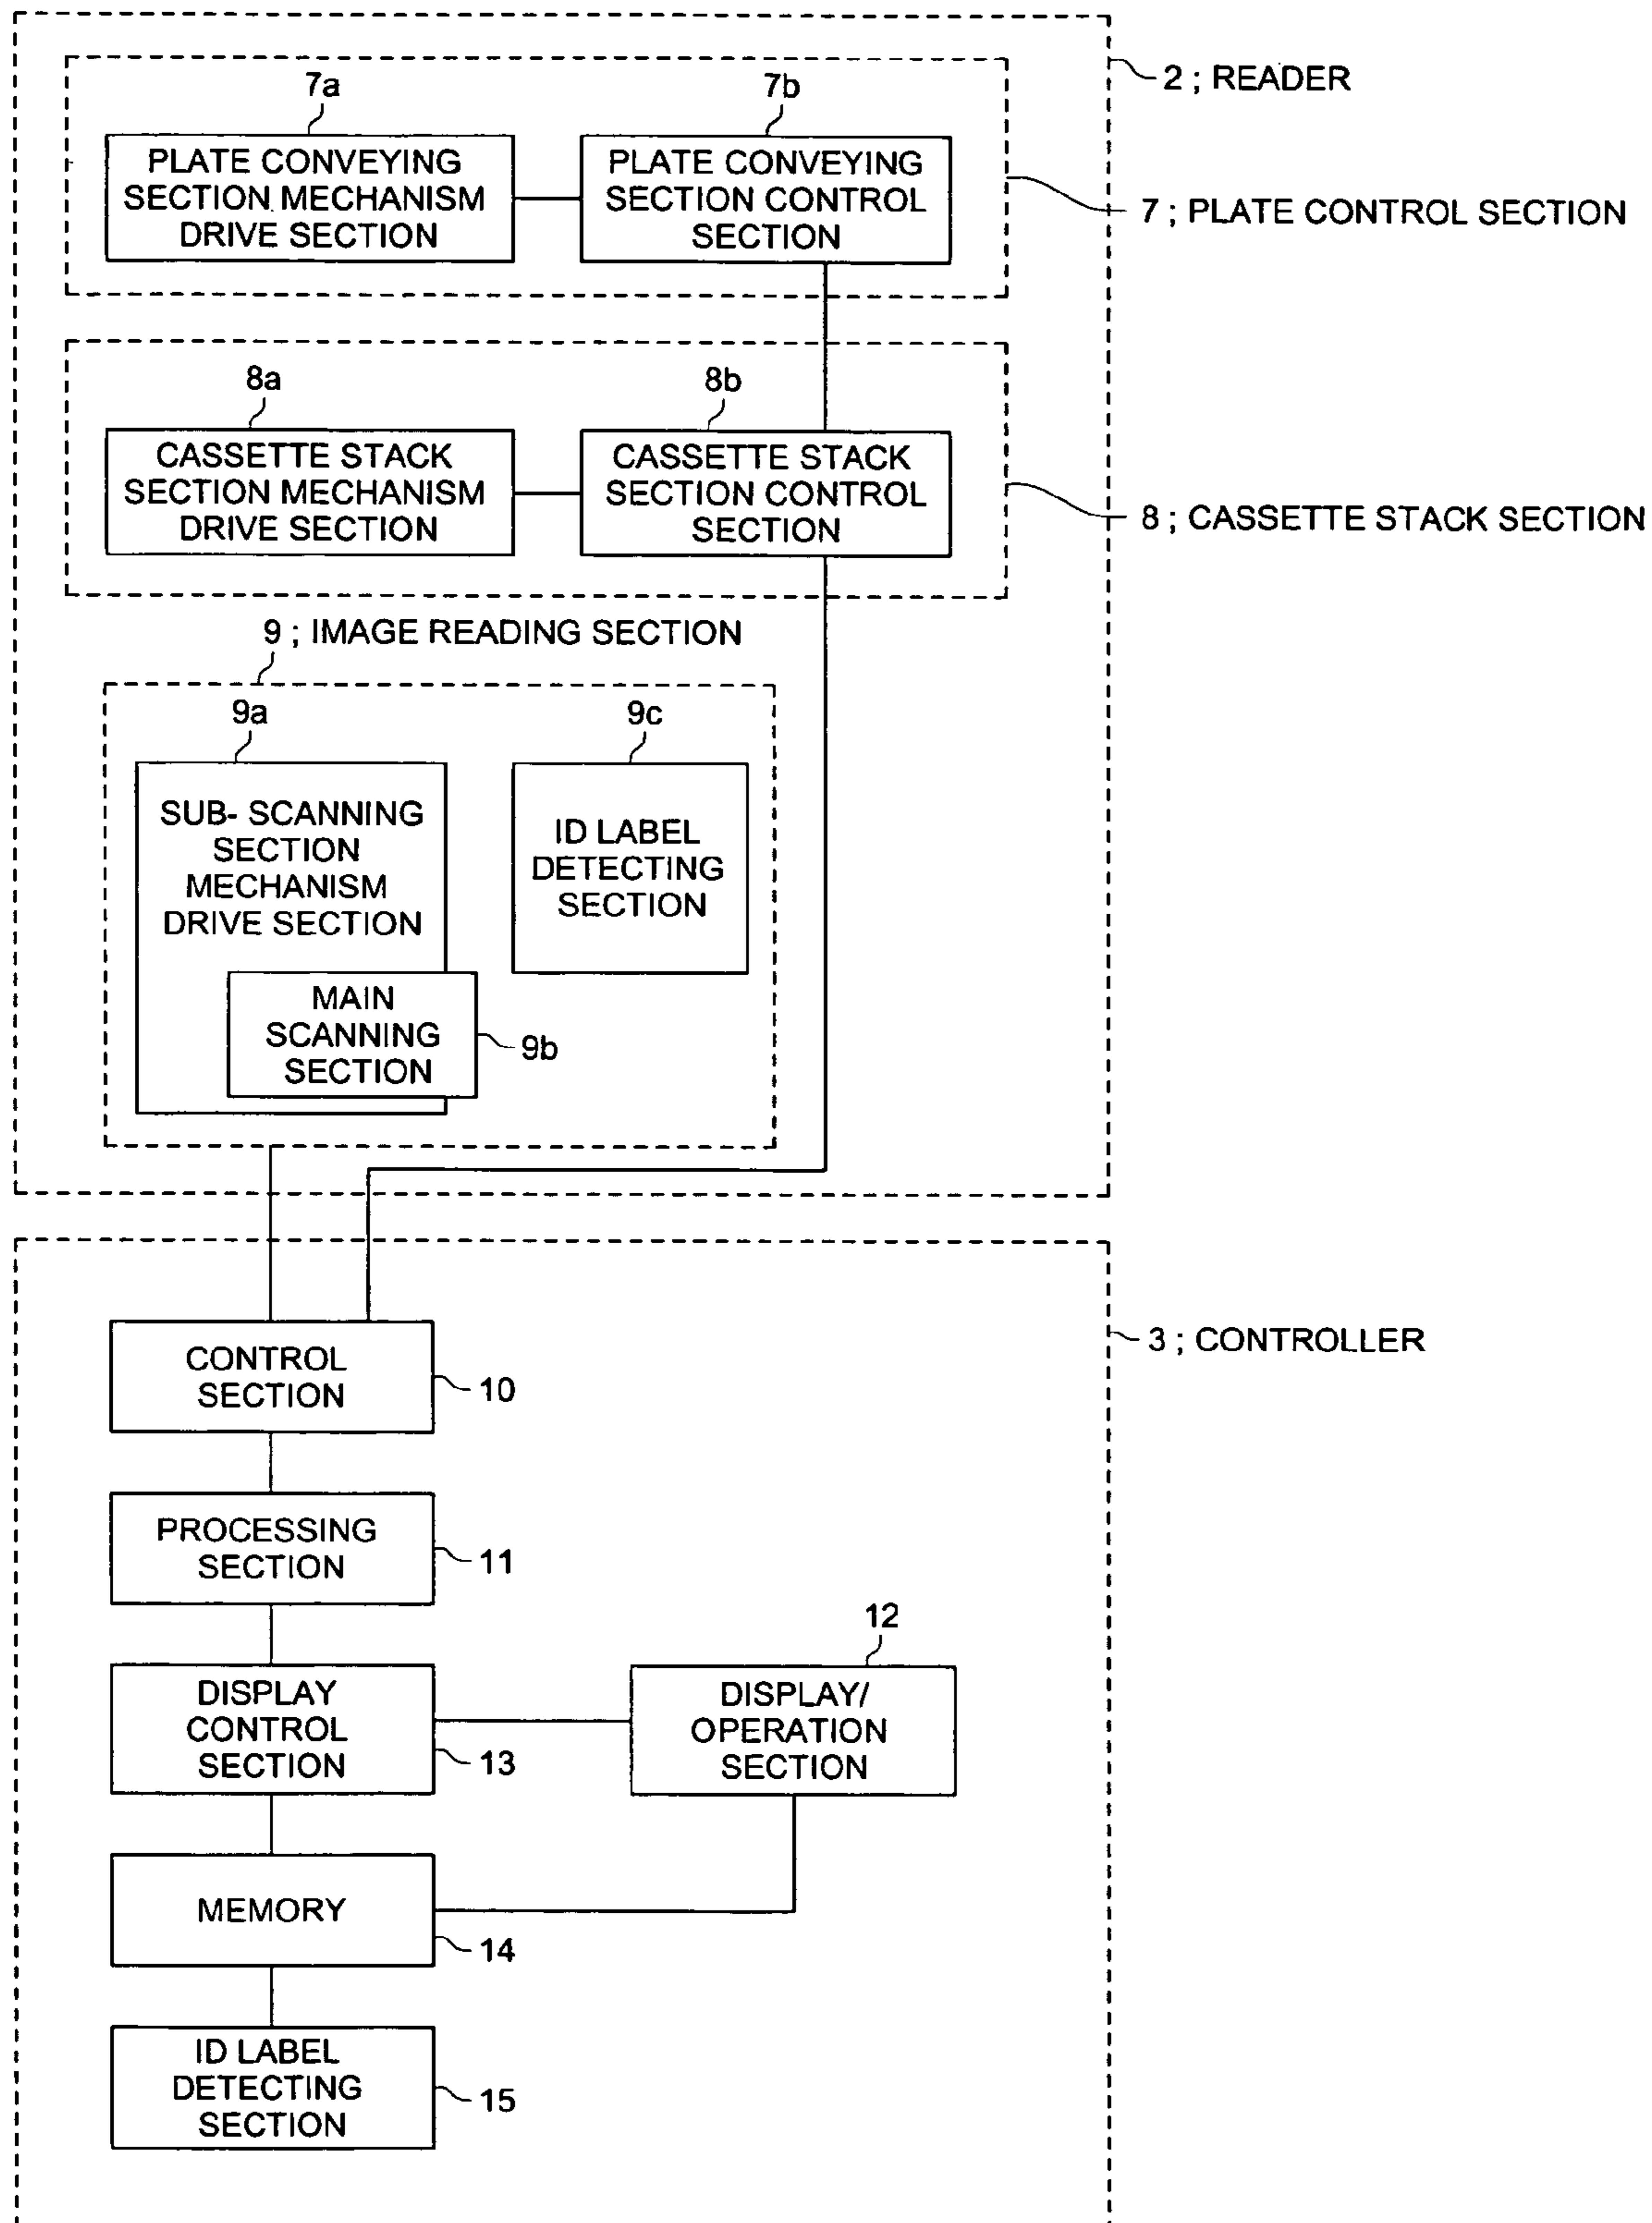 2 ; READER
7a
7b
PLATE CONVEYING
SECTION MECHANISM
DRIVE SECTION
PLATE CONVEYING
SECTION CONTROL
SECTION
7 ; PLATE CONTROL SECTION
8a
8b
CASSETTE STACK
SECTION MECHANISM
DRIVE SECTION
CASSETTE STACK
SECTION CONTROL
SECTION
8 ; CASSETTE STACK SECTION
9 ; IMAGE READING SECTION
9a
9c
SUB- SCANNING
SECTION
MECHANISM
DRIVE SECTION
ID LABEL
DETECTING
SECTION
MAIN
SCANNING
SECTION
9b
3 ; CONTROLLER
CONTROL
SECTION
10
PROCESSING
SECTION
11
12
DISPLAY
CONTROL
SECTION
13
DISPLAY/
OPERATION
SECTION
MEMORY
14
ID LABEL
DETECTING
SECTION
15